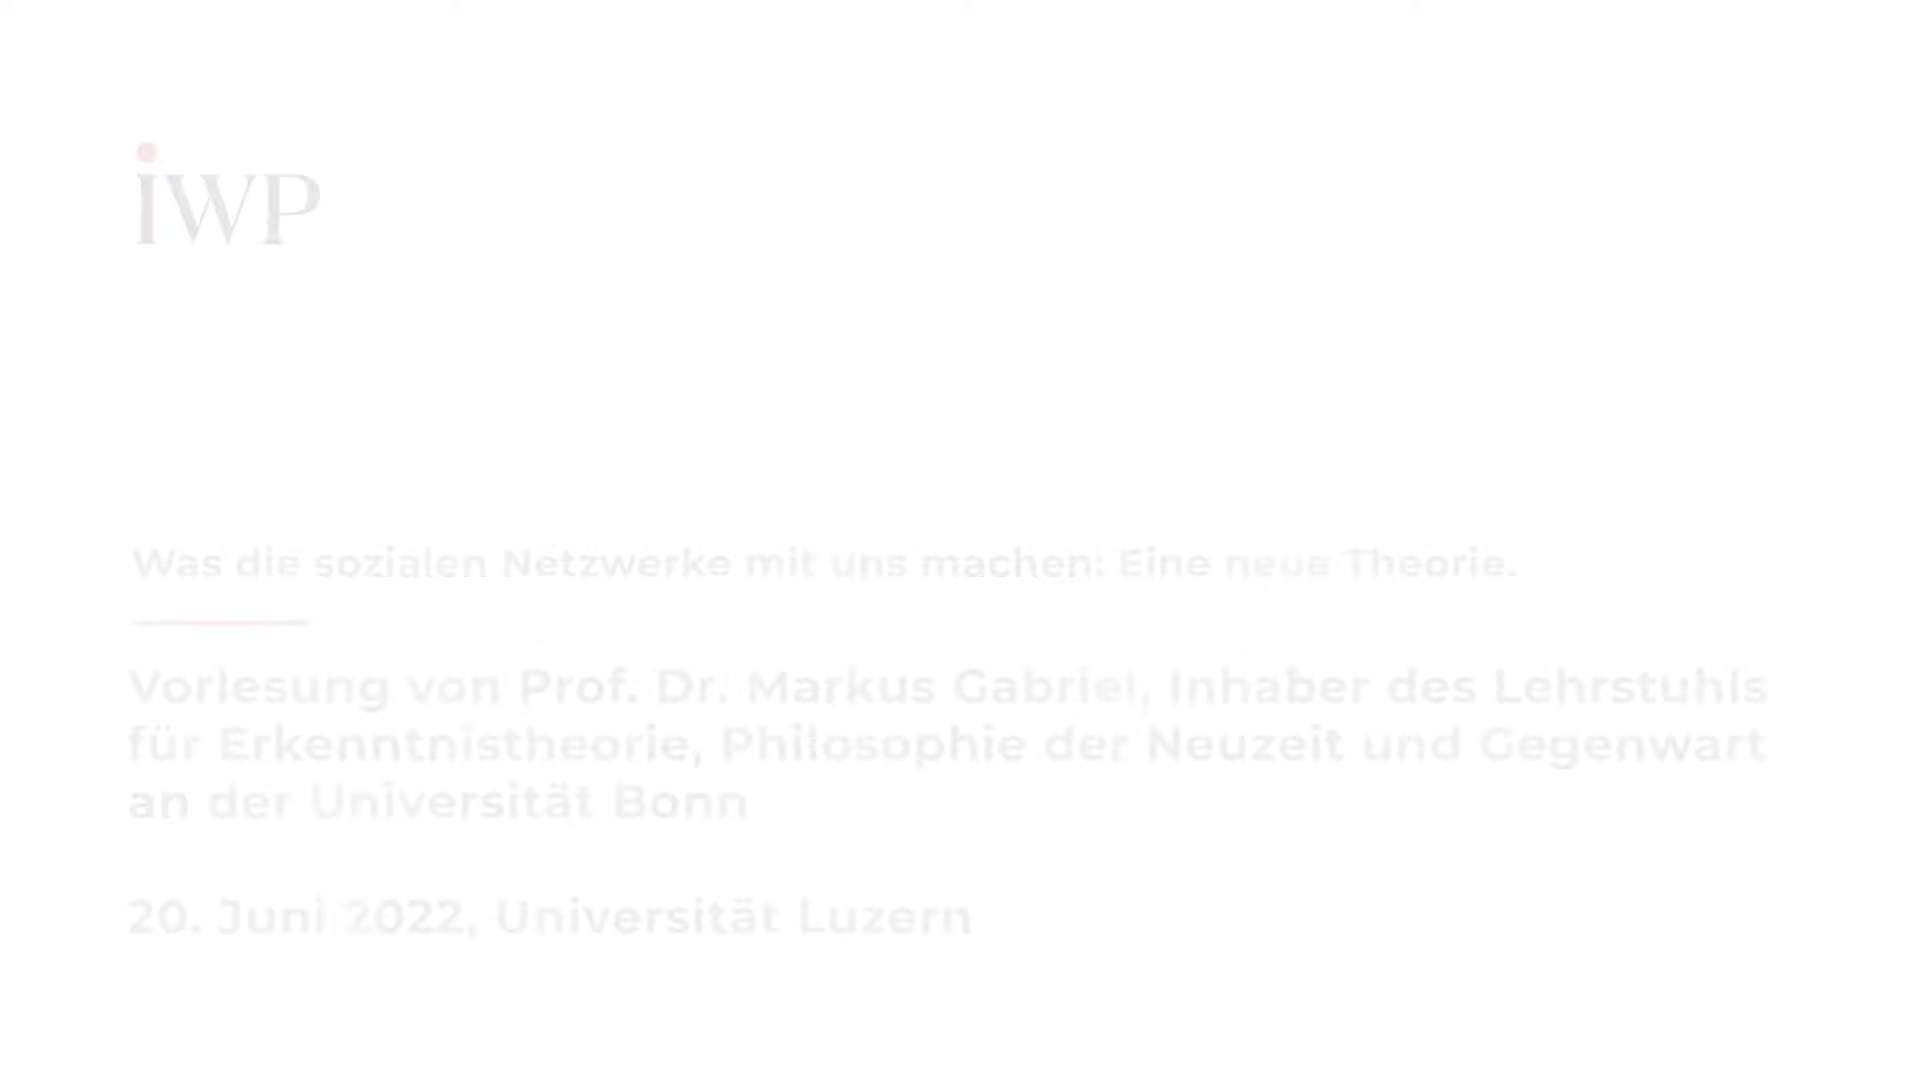 iWP
Was die sozialen Netzwerke mit uns machen: Eine neue Theorie.
Vorlesung von Prof. Dr. Markus Gabriel, Inhaber des Lehrstuhls
für Erkenntnistheorie, Philosophie der Neuzeit und Gegenwart
an der Universität Bonn
20. Juni 2022, Universität Luzern